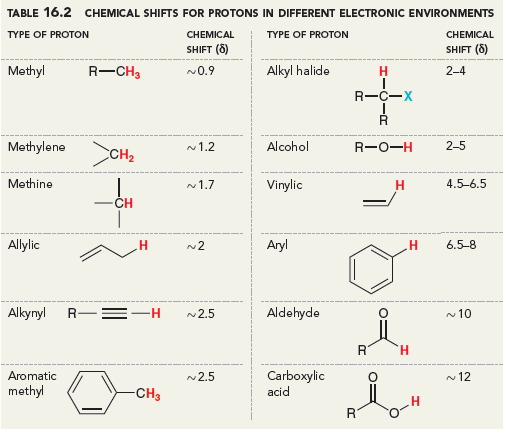 TABLE 16.2 CHEMICAL SHIFTS FOR PROTONS IN DIFFERENT ELECTRONIC ENVIRONMENTS
TYPE OF PROTON
CHEMICAL
SHIFT (δ)
TYPE OF PROTON
CHEMICAL
SHIFT (δ)
Methyl
R—CH₃
~0.9
Alkyl halide
H
R—C—X
R
2–4
Methylene
CH₂
~1.2
Alcohol
R—O—H
2–5
Methine
CH
~1.7
Vinylic
H
4.5–6.5
Allylic
H
~2
Aryl
H
6.5–8
Alkynyl
R—≡—H
~2.5
Aldehyde
O
R H
~10
Aromatic
methyl
CH₃
~2.5
Carboxylic
acid
O
R O H
~12